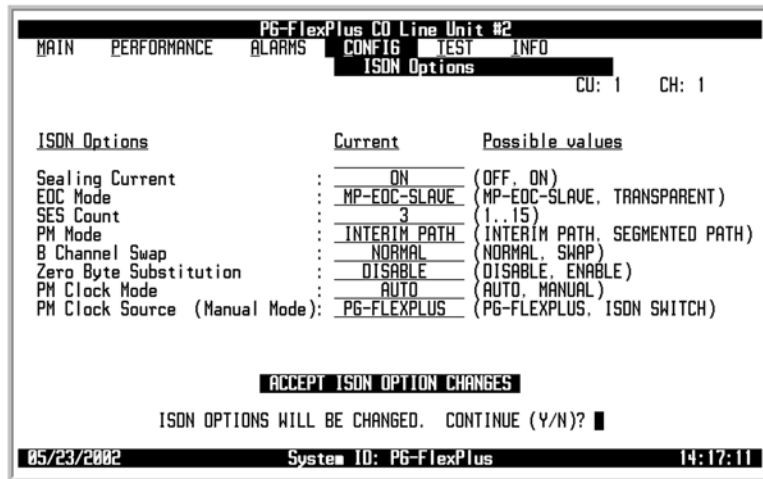 PG-FlexPlus CO Line Unit #2
MAIN PERFORMANCE ALARMS CONFIG TEST INFO
ISDN Options
CU: 1 CH: 1
ISDN Options Current Possible values
Sealing Current : ON (OFF, ON)
EOC Mode : MP-EOC-SLAVE (MP-EOC-SLAVE, TRANSPARENT)
SES Count : 3 (1..15)
PM Mode : INTERIM PATH (INTERIM PATH, SEGMENTED PATH)
B Channel Swap : NORMAL (NORMAL, SWAP)
Zero Byte Substitution : DISABLE (DISABLE, ENABLE)
PM Clock Mode : AUTO (AUTO, MANUAL)
PM Clock Source (Manual Mode): PG-FLEXPLUS (PG-FLEXPLUS, ISDN SWITCH)
ACCEPT ISDN OPTION CHANGES
ISDN OPTIONS WILL BE CHANGED. CONTINUE (Y/N)?
05/23/2002 System ID: PG-FlexPlus 14:17:11